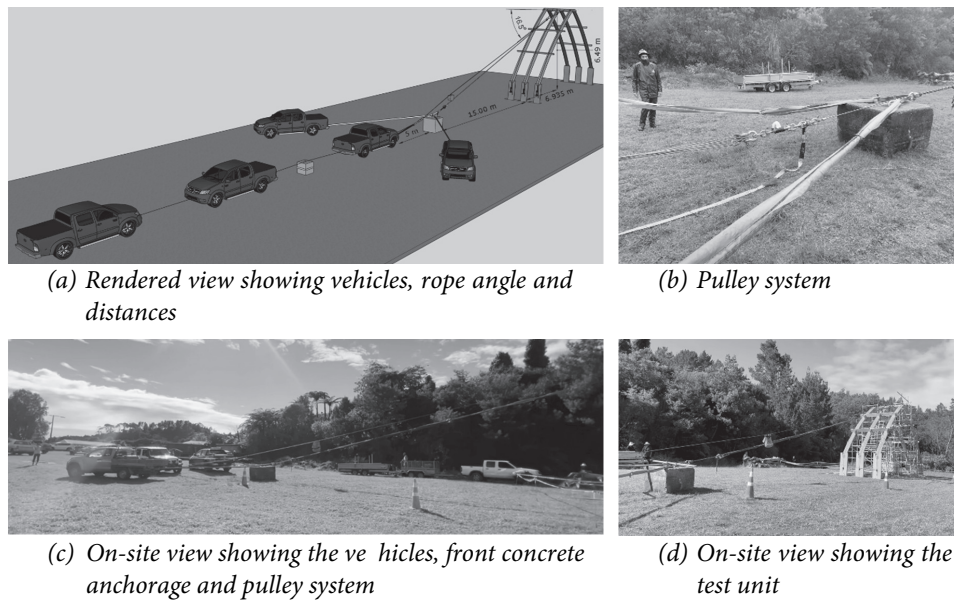 16.5°
6.49 m
6.935 m
15.00 m
5 m
(a) Rendered view showing vehicles, rope angle and
distances
(b) Pulley system
(c) On-site view showing the ve hicles, front concrete
anchorage and pulley system
(d) On-site view showing the
test unit